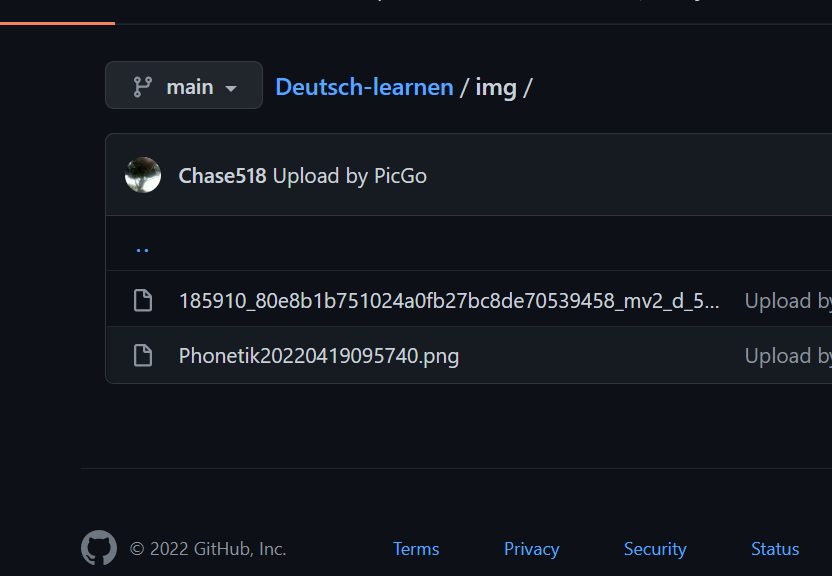 main
Deutsch-learnen / img /
Chase518 Upload by PicGo
..
185910_80e8b1b751024a0fb27bc8de70539458_mv2_d_5... Upload by
Phonetik20220419095740.png Upload by
© 2022 GitHub, Inc. Terms Privacy Security Status